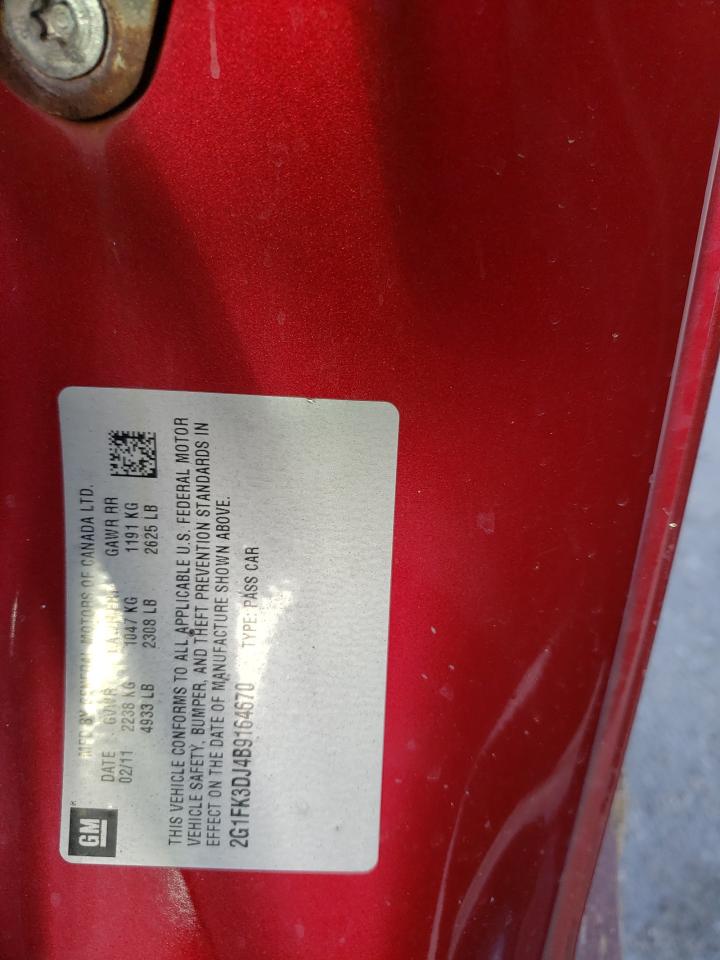 GM
MFD BY GENERAL MOTORS OF CANADA LTD.
DATE GVWR GAWR RR
02/11 2238 KG 1047 KG 1191 KG
4933 LB 2308 LB 2625 LB
THIS VEHICLE CONFORMS TO ALL APPLICABLE U.S. FEDERAL MOTOR
VEHICLE SAFETY, BUMPER, AND THEFT PREVENTION STANDARDS IN
EFFECT ON THE DATE OF MANUFACTURE SHOWN ABOVE.
2G1FK3DJ4B9164670 TYPE: PASS CAR